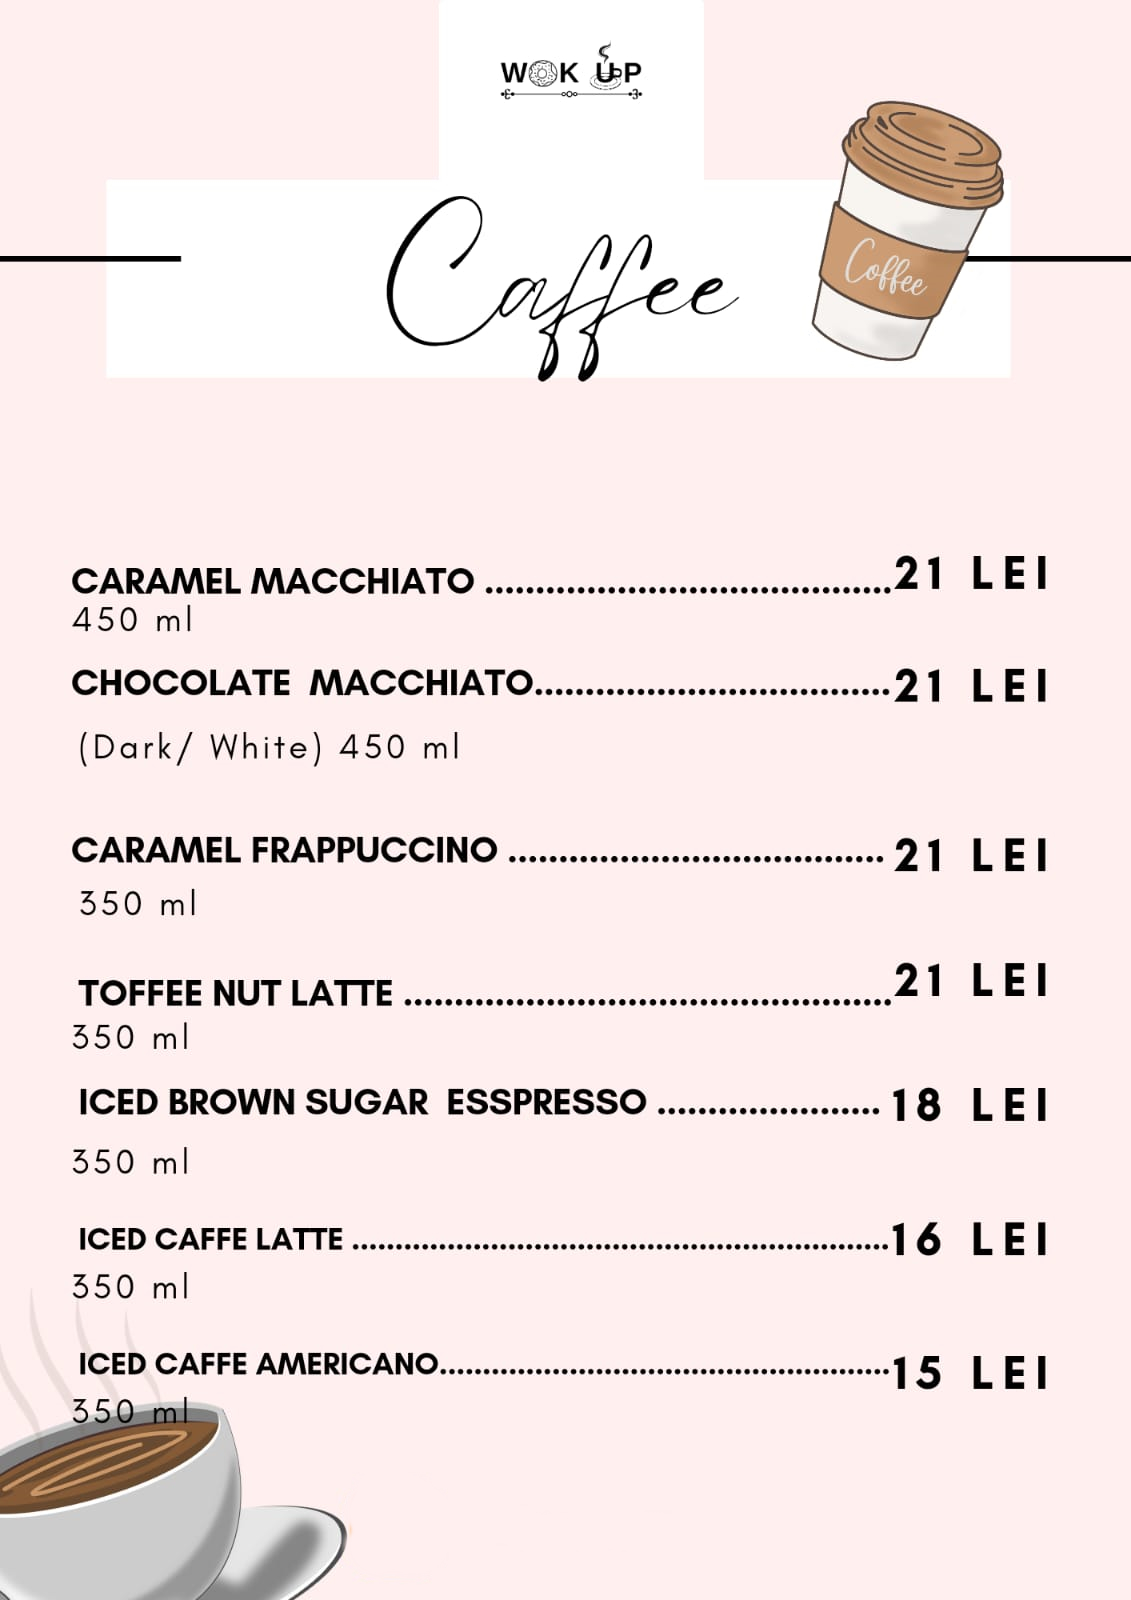 WOK UP
Caffee
Coffee
CARAMEL MACCHIATO ........................................21 LEI
450 ml
CHOCOLATE MACCHIATO...................................21 LEI
(Dark/ White) 450 ml
CARAMEL FRAPPUCCINO ..................................... 21 LEI
350 ml
TOFFEE NUT LATTE ................................................21 LEI
350 ml
ICED BROWN SUGAR ESSPRESSO ...................... 18 LEI
350 ml
ICED CAFFE LATTE ..............................................................16 LEI
350 ml
ICED CAFFE AMERICANO....................................................15 LEI
350 ml